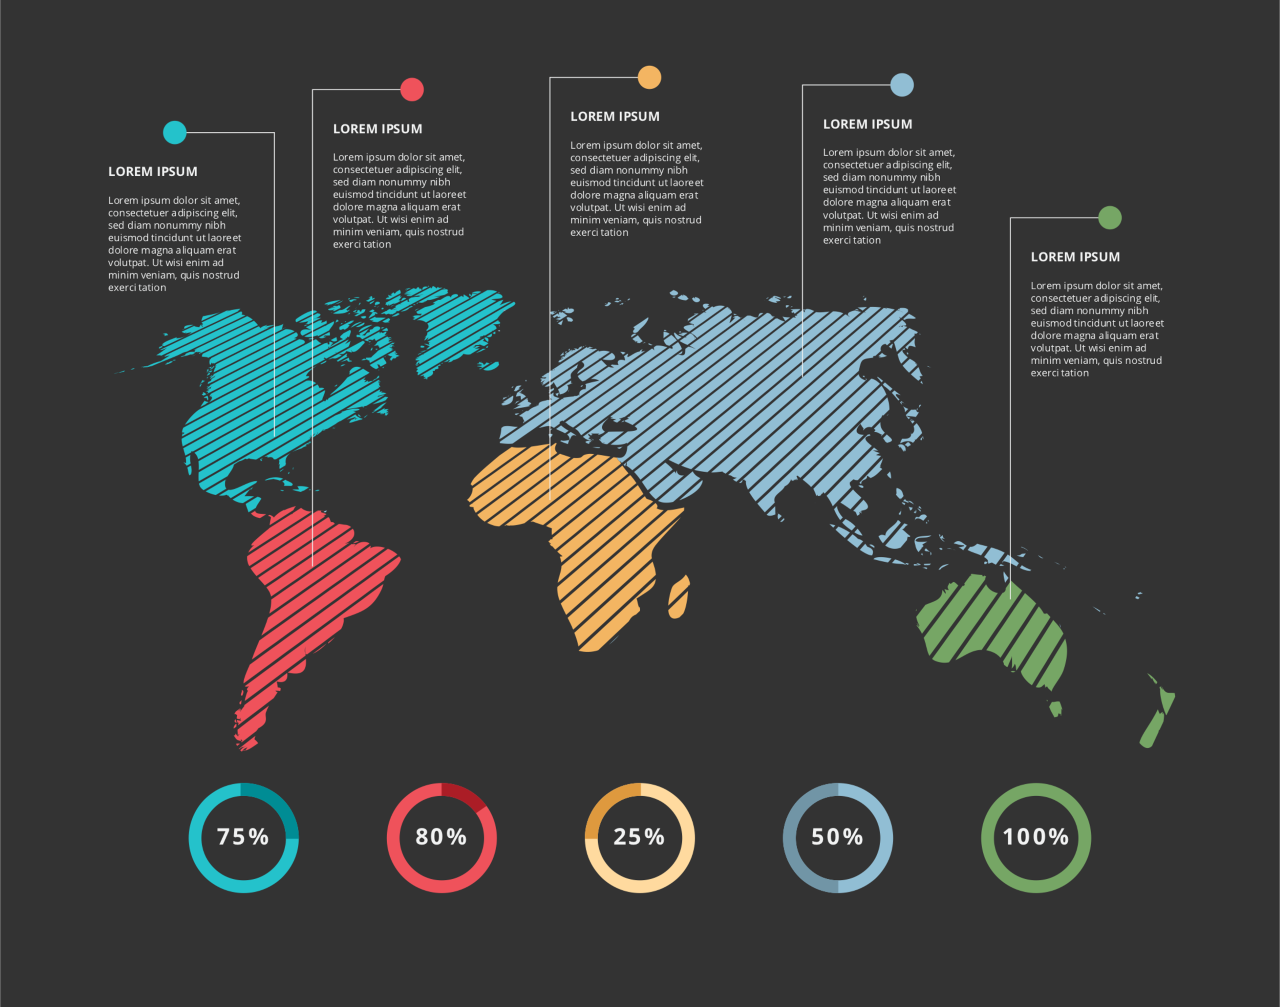 LOREM IPSUM
Lorem ipsum dolor sit amet,
consectetuer adipiscing elit,
sed diam nonummy nibh
euismod tincidunt ut laoreet
dolore magna aliquam erat
volutpat. Ut wisi enim ad
minim veniam, quis nostrud
exerci tation
LOREM IPSUM
Lorem ipsum dolor sit amet,
consectetuer adipiscing elit,
sed diam nonummy nibh
euismod tincidunt ut laoreet
dolore magna aliquam erat
volutpat. Ut wisi enim ad
minim veniam, quis nostrud
exerci tation
LOREM IPSUM
Lorem ipsum dolor sit amet,
consectetuer adipiscing elit,
sed diam nonummy nibh
euismod tincidunt ut laoreet
dolore magna aliquam erat
volutpat. Ut wisi enim ad
minim veniam, quis nostrud
exerci tation
LOREM IPSUM
Lorem ipsum dolor sit amet,
consectetuer adipiscing elit,
sed diam nonummy nibh
euismod tincidunt ut laoreet
dolore magna aliquam erat
volutpat. Ut wisi enim ad
minim veniam, quis nostrud
exerci tation
LOREM IPSUM
Lorem ipsum dolor sit amet,
consectetuer adipiscing elit,
sed diam nonummy nibh
euismod tincidunt ut laoreet
dolore magna aliquam erat
volutpat. Ut wisi enim ad
minim veniam, quis nostrud
exerci tation
75%
80%
25%
50%
100%